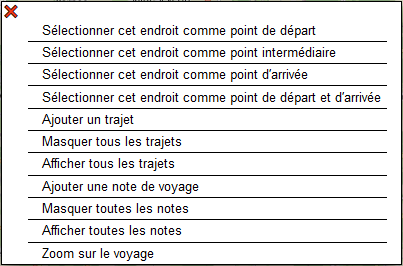 Sélectionner cet endroit comme point de départ
Sélectionner cet endroit comme point intermédiaire
Sélectionner cet endroit comme point d'arrivée
Sélectionner cet endroit comme point de départ et d'arrivée
Ajouter un trajet
Masquer tous les trajets
Afficher tous les trajets
Ajouter une note de voyage
Masquer toutes les notes
Afficher toutes les notes
Zoom sur le voyage